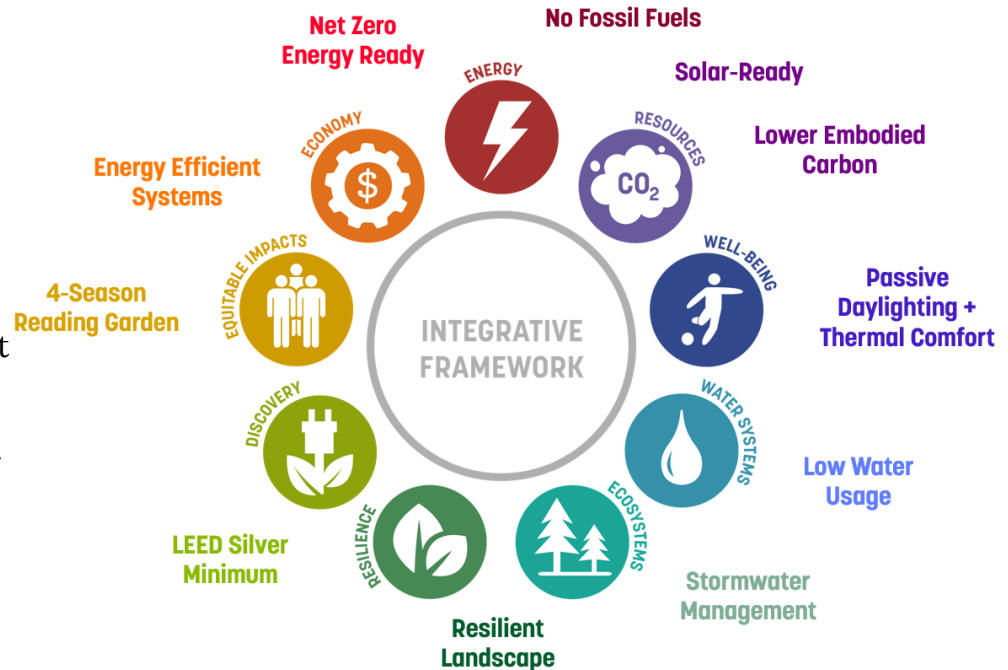 No Fossil Fuels
Net Zero
Energy Ready
ENERGY
Solar-Ready
ECONOMY
$
RESOURCES
CO₂
Lower Embodied
Carbon
Energy Efficient
Systems
EQUITABLE IMPACTS
WELL-BEING
4-Season
Reading Garden
Passive
Daylighting +
Thermal Comfort
t
INTEGRATIVE
FRAMEWORK
DISCOVERY
WATER SYSTEMS
Low Water
Usage
RESILIENCE
ECOSYSTEMS
LEED Silver
Minimum
Stormwater
Management
Resilient
Landscape